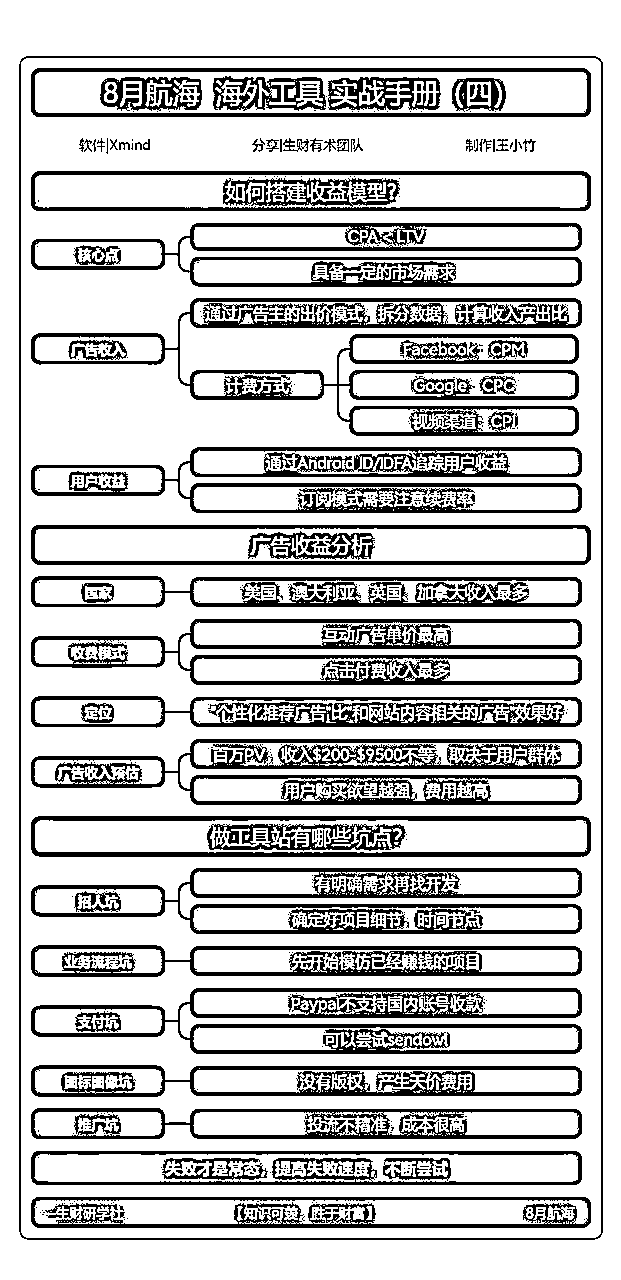 8月航海 海外工具 实战手册（四）
软件|Xmind 分享|生财有术团队 制作|王小竹
如何搭建收益模型？
核心点
CPA<LTV
具备一定的市场需求
广告收入
通过广告主的出价模式，拆分数据，计算收入产出比
计费方式
Facebook：CPM
Google：CPC
视频渠道：CPI
用户收益
通过Android ID/IDFA追踪用户收益
订阅模式需要注意续费率
广告收益分析
国家
美国、澳大利亚、英国、加拿大收入最多
收费模式
互动广告单价最高
点击付费收入最多
定位
"个性化推荐广告"比"和网站内容相关的广告"效果好
广告收入预估
百万PV，收入$200-$9500不等，取决于用户群体
用户购买欲望越强，费用越高
做工具站有哪些坑点？
招人坑
有明确需求再找开发
确定好项目细节，时间节点
业务流程坑
先开始模仿已经赚钱的项目
支付坑
Paypal不支持国内账号收款
可以尝试sendowl
图标图像坑
没有版权，产生天价费用
推广坑
投流不精准，成本很高
失败才是常态，提高失败速度，不断尝试
生财研学社 【知识可赎，胜于财富】 8月航海